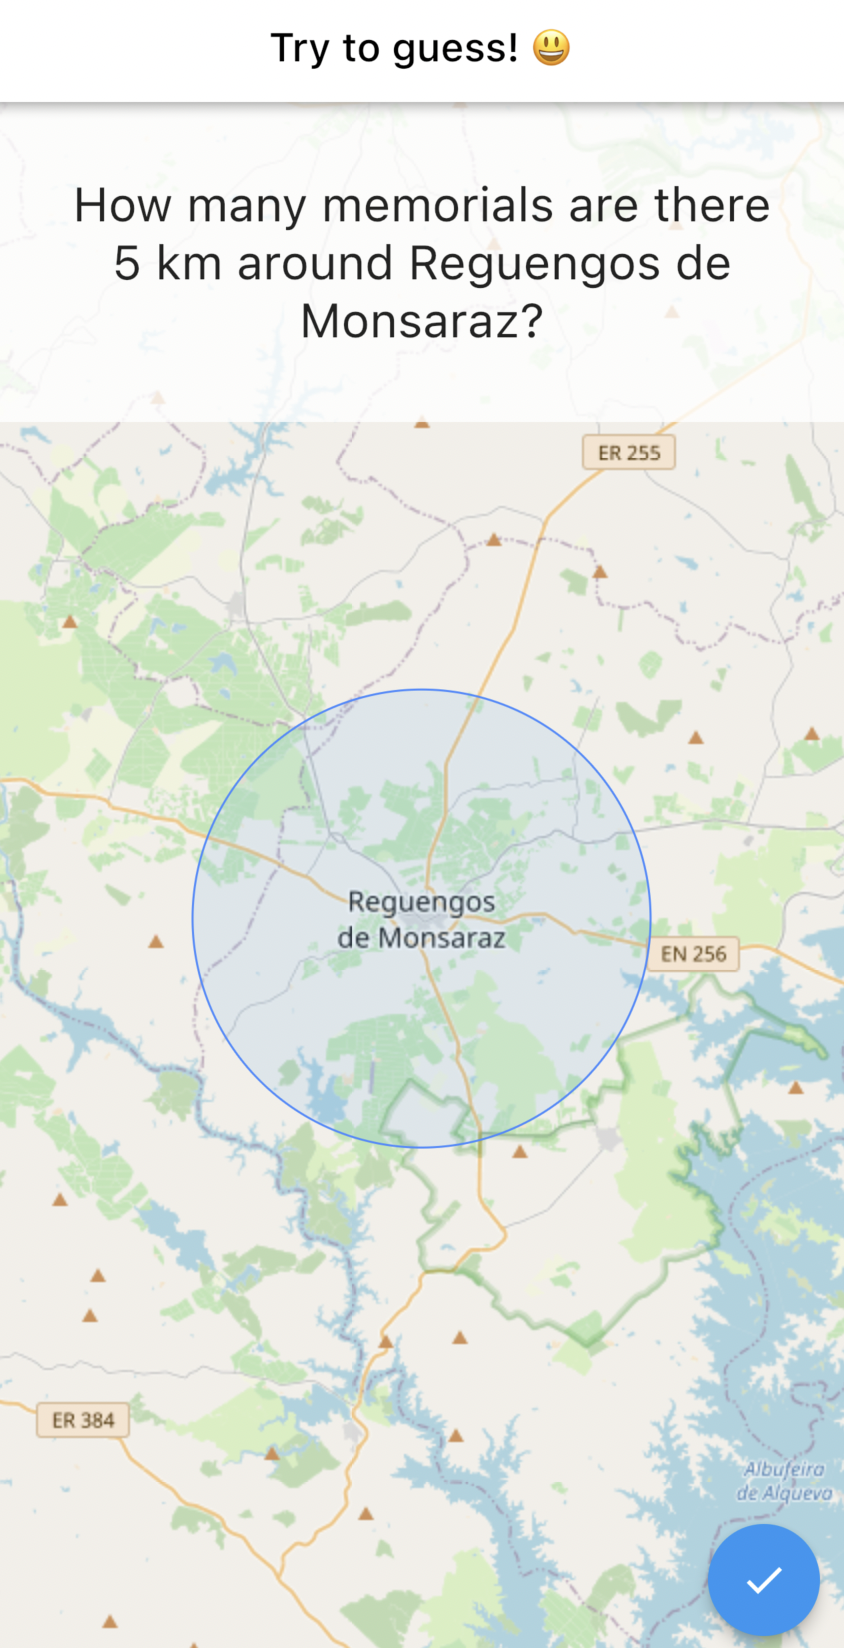 Try to guess! 😃
How many memorials are there
5 km around Reguengos de
Monsaraz?
ER 255
Reguengos
de Monsaraz
EN 256
ER 384
Albufeira
de Alqueva